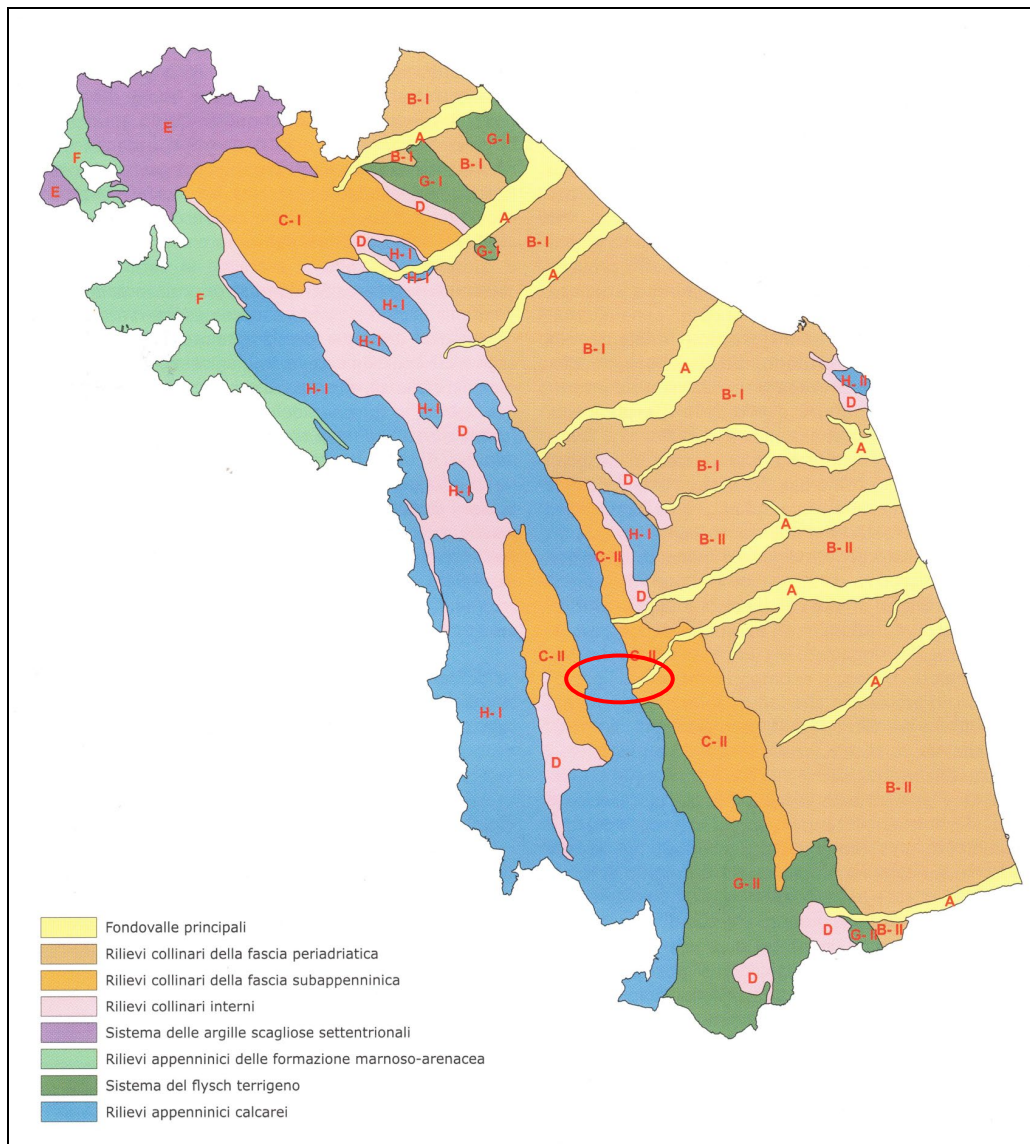 B- I
E
A
G- I
F
B- I
B- I
G- I
E
D
A
C- I
D
B- I
H- I
G- I
H- I
A
F
H- I
H- I
B- I
A
H- I
H- II
B- I
D
H- I
D
A
B- I
D
H- I
A
H- I
B- II
B- II
C- II
A
D
C- II
C- II
A
H- I
C- II
D
B- II
G- II
A
D
G- II
B- II
D
Fondovalle principali
Rilievi collinari della fascia periadriatica
Rilievi collinari della fascia subappenninica
Rilievi collinari interni
Sistema delle argille scagliose settentrionali
Rilievi appenninici delle formazione marnoso-arenacea
Sistema del flysch terrigeno
Rilievi appenninici calcarei